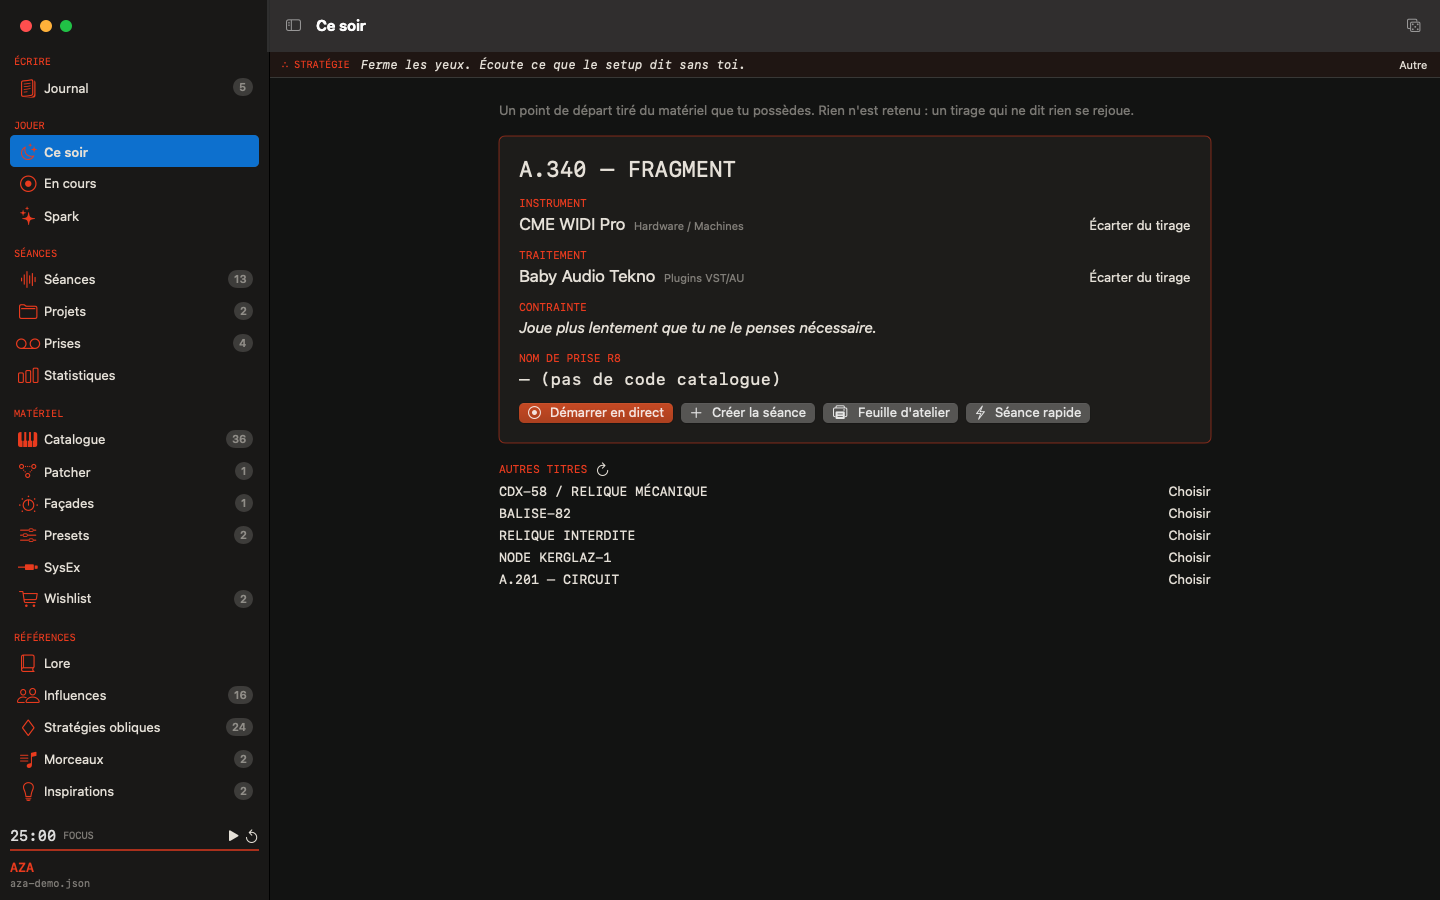 ÉCRIRE
Journal 5
JOUER
Ce soir
En cours
Spark
SÉANCES
Séances 13
Projets 2
Prises 4
Statistiques
MATÉRIEL
Catalogue 36
Patcher 1
Façades 1
Presets 2
SysEx
Wishlist 2
RÉFÉRENCES
Lore
Influences 16
Stratégies obliques 24
Morceaux 2
Inspirations 2
25:00 FOCUS
AZA
aza-demo.json
Ce soir
STRATÉGIE Ferme les yeux. Écoute ce que le setup dit sans toi. Autre
Un point de départ tiré du matériel que tu possèdes. Rien n'est retenu : un tirage qui ne dit rien se rejoue.
A.340 — FRAGMENT
INSTRUMENT
CME WIDI Pro Hardware / Machines Écarter du tirage
TRAITEMENT
Baby Audio Tekno Plugins VST/AU Écarter du tirage
CONTRAINTE
Joue plus lentement que tu ne le penses nécessaire.
NOM DE PRISE R8
— (pas de code catalogue)
Démarrer en direct Créer la séance Feuille d'atelier Séance rapide
AUTRES TITRES
CDX-58 / RELIQUE MÉCANIQUE Choisir
BALISE-82 Choisir
RELIQUE INTERDITE Choisir
NODE KERGLAZ-1 Choisir
A.201 — CIRCUIT Choisir